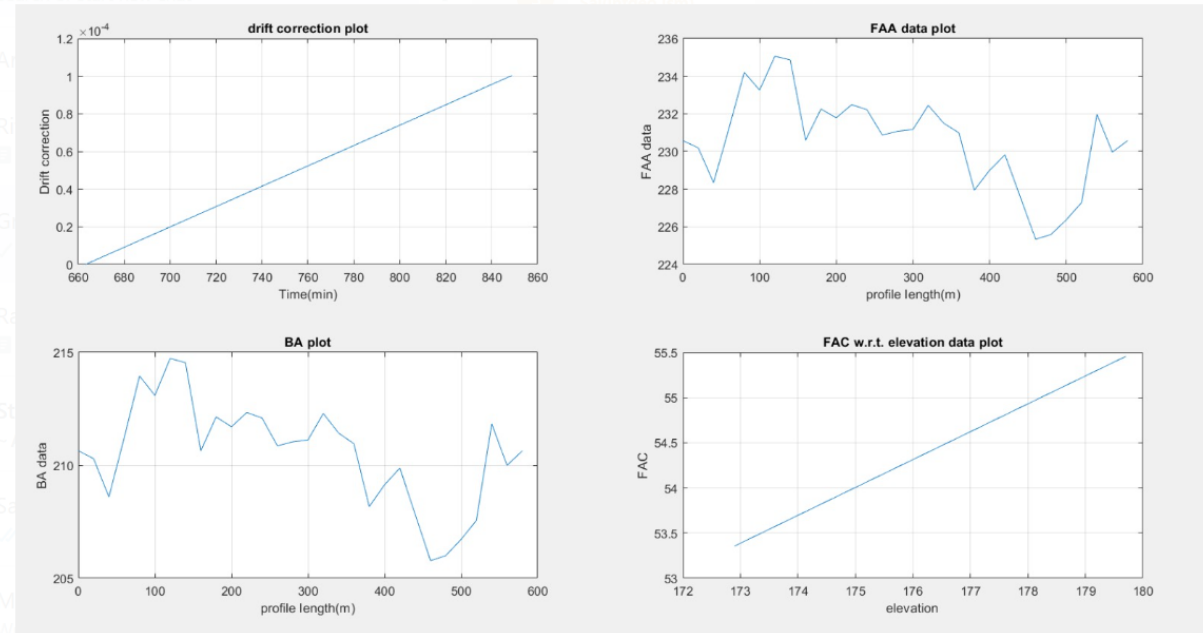 drift correction plot
×10⁻⁴
1.2
1
0.8
0.6
0.4
0.2
0
Drift correction
660 680 700 720 740 760 780 800 820 840 860
Time(min)
FAA data plot
236
234
232
230
228
226
224
FAA data
0 100 200 300 400 500 600
profile length(m)
BA plot
215
210
205
BA data
0 100 200 300 400 500 600
profile length(m)
FAC w.r.t. elevation data plot
55.5
55
54.5
54
53.5
53
FAC
172 173 174 175 176 177 178 179 180
elevation